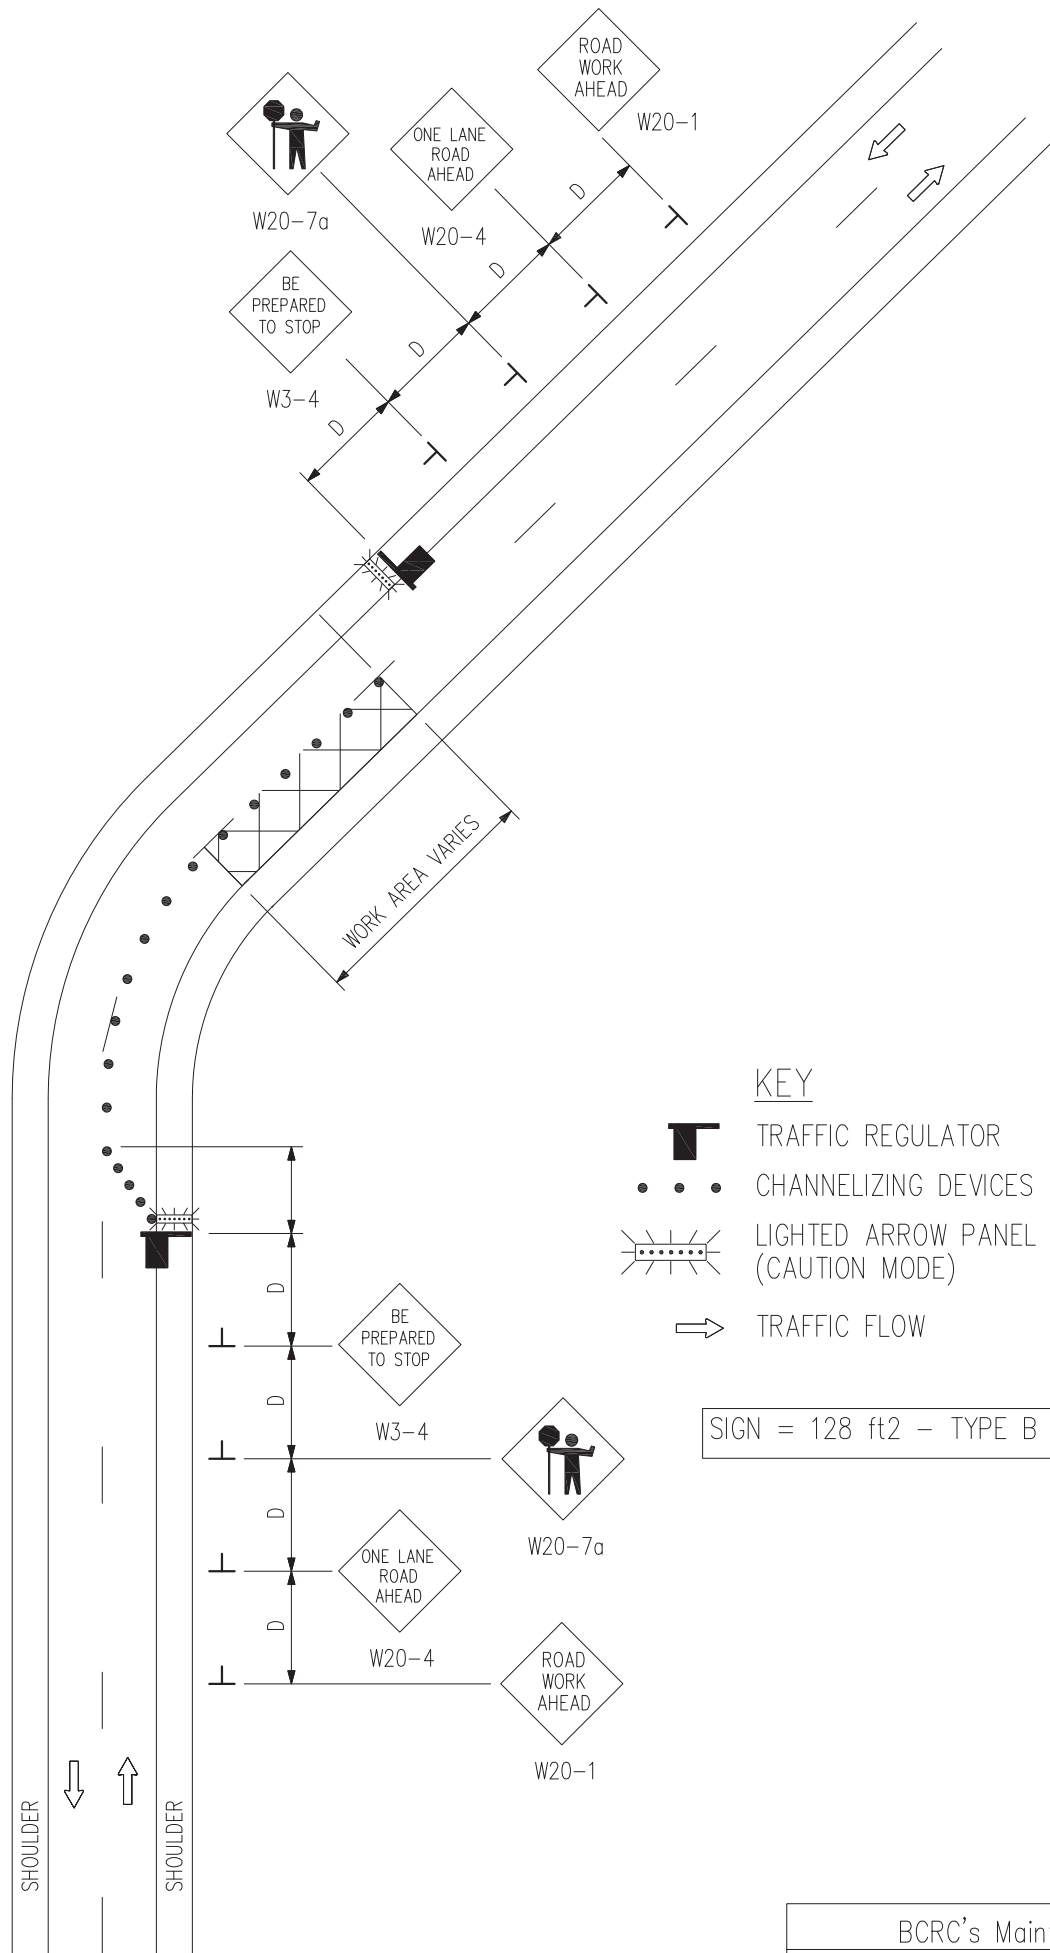 ROAD
WORK
AHEAD
W20-1
ONE LANE
ROAD
AHEAD
W20-4
W20-7a
BE
PREPARED
TO STOP
W3-4
D
D
D
D
WORK AREA VARIES
KEY
TRAFFIC REGULATOR
CHANNELIZING DEVICES
LIGHTED ARROW PANEL
(CAUTION MODE)
TRAFFIC FLOW
SIGN = 128 ft2 - TYPE B
D
BE
PREPARED
TO STOP
W3-4
D
W20-7a
D
ONE LANE
ROAD
AHEAD
W20-4
D
ROAD
WORK
AHEAD
W20-1
SHOULDER
SHOULDER
BCRC's Main